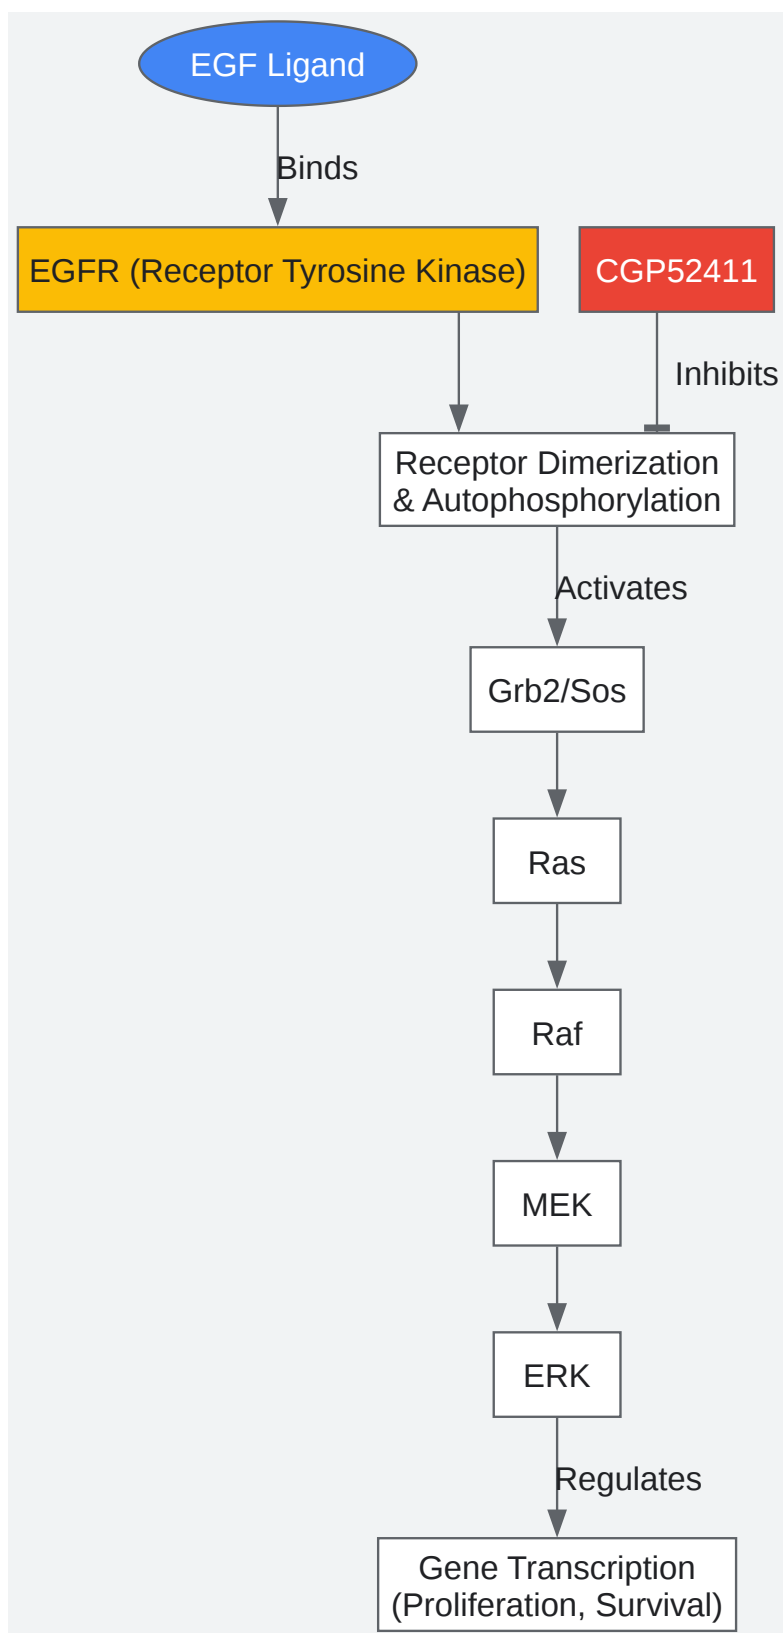 EGF Ligand
Binds
EGFR (Receptor Tyrosine Kinase)
CGP52411
Inhibits
Receptor Dimerization
& Autophosphorylation
Activates
Grb2/Sos
Ras
Raf
MEK
ERK
Regulates
Gene Transcription
(Proliferation, Survival)